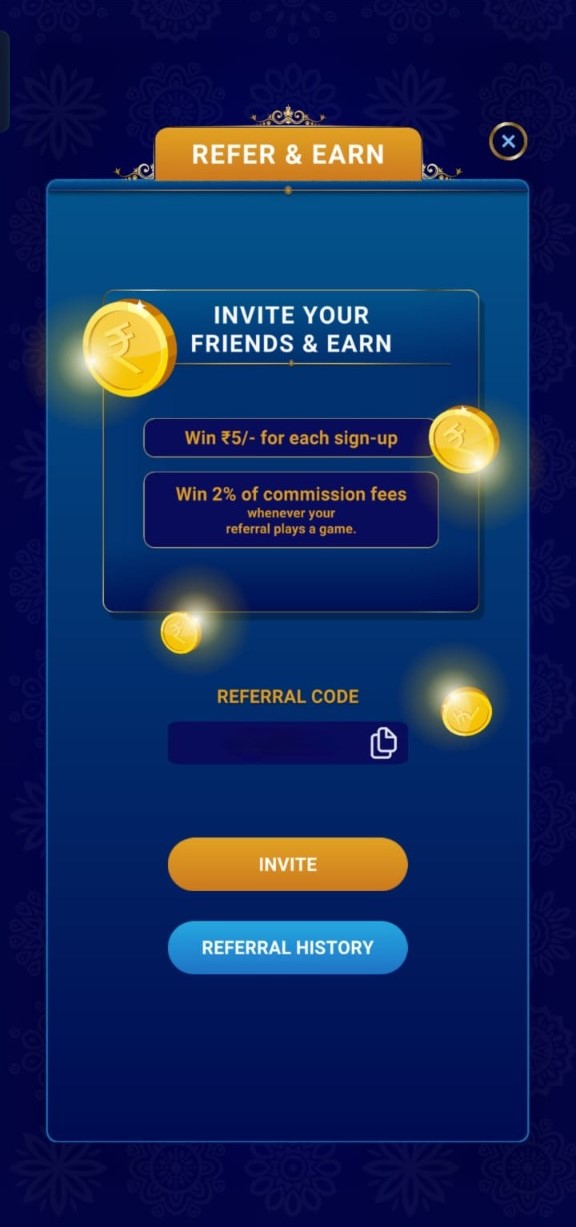 REFER & EARN
INVITE YOUR
FRIENDS & EARN
Win ₹5/- for each sign-up
Win 2% of commission fees
whenever your
referral plays a game.
REFERRAL CODE
INVITE
REFERRAL HISTORY